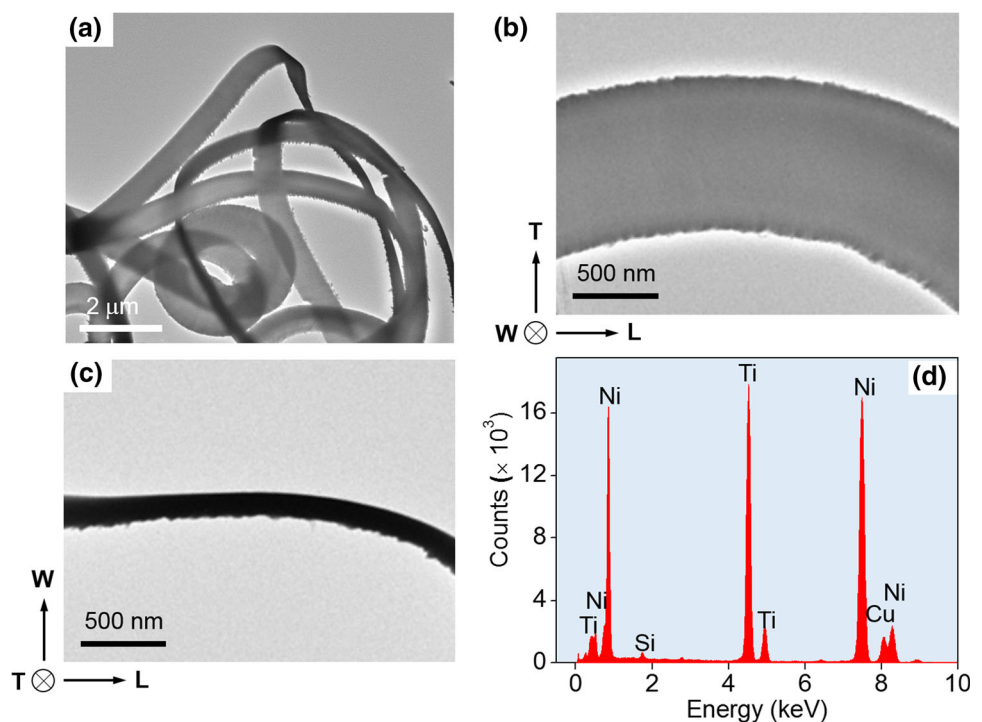 (a)
2 μm
(b)
T
500 nm
W ⊗ L
(c)
W
500 nm
T ⊗ L
(d)
Counts (× 10³)
16
12
8
4
0
Ti
Ni
Ni
Si
Ti
Ti
Ni
Cu
Ni
0 2 4 6 8 10
Energy (keV)